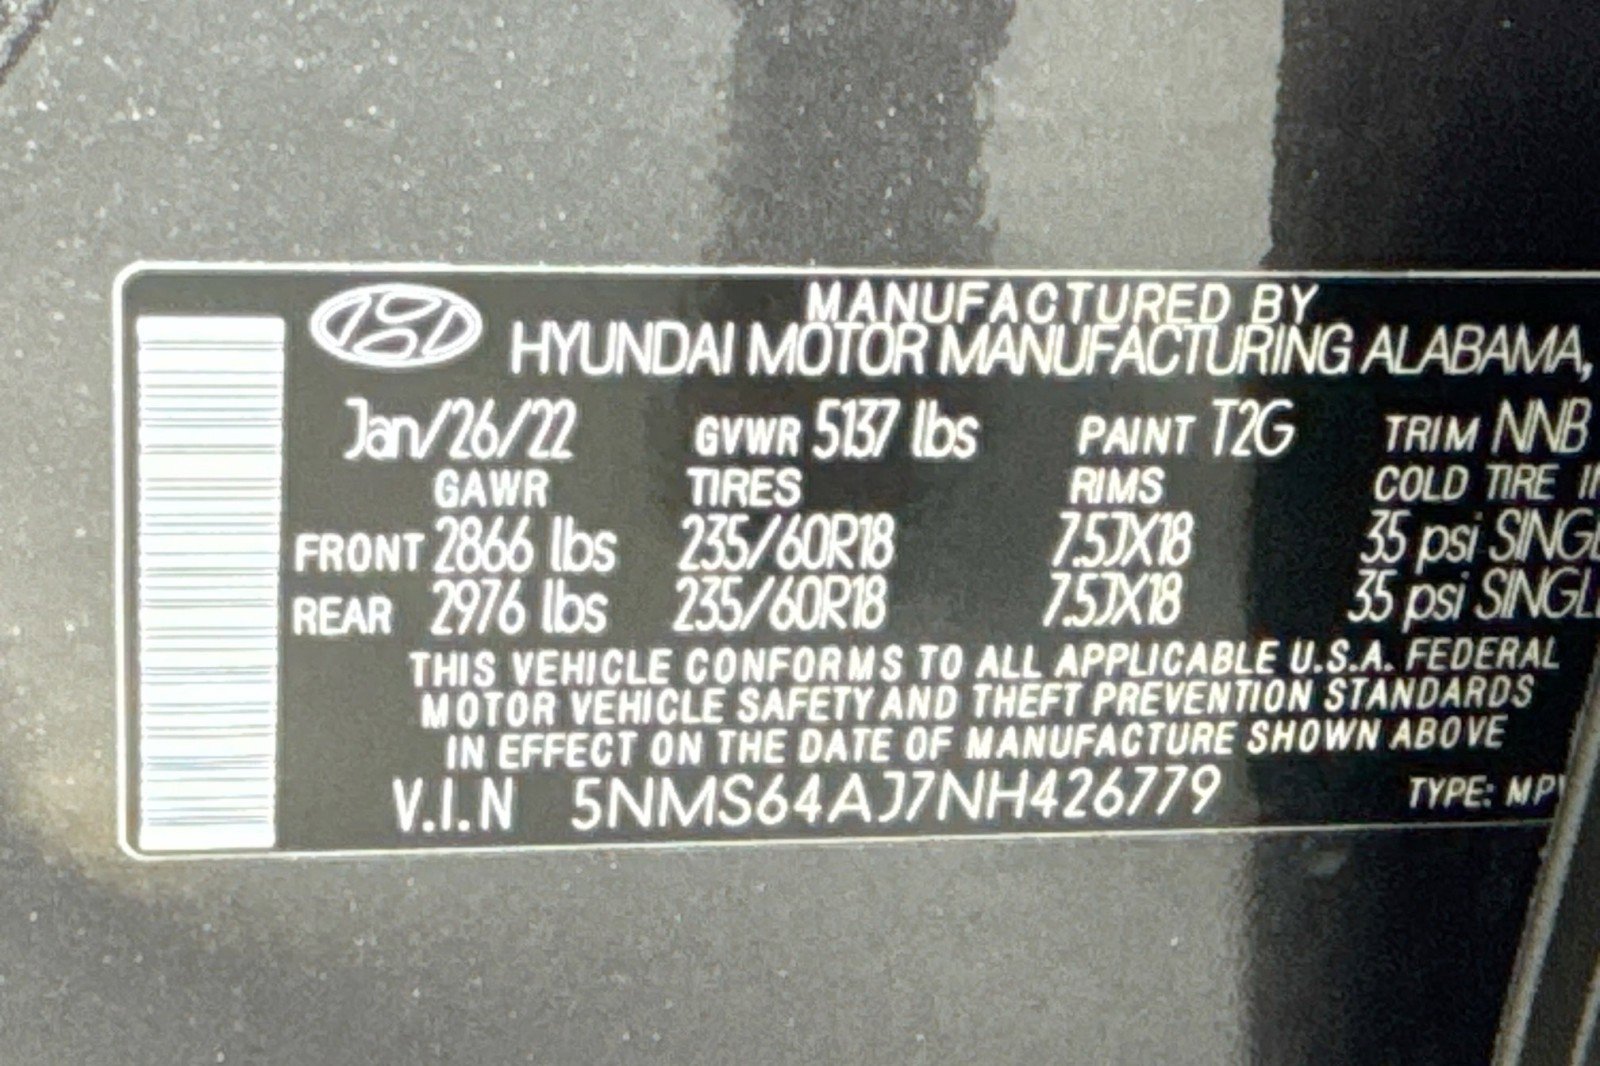 MANUFACTURED BY
HYUNDAI MOTOR MANUFACTURING ALABAMA,
Jan/26/22 GVWR 5137 lbs PAINT T2G TRIM NNB
GAWR TIRES RIMS COLD TIRE
FRONT 2866 lbs 235/60R18 7.5JX18 35 psi
REAR 2976 lbs 235/60R18 7.5JX18 35 psi
THIS VEHICLE CONFORMS TO ALL APPLICABLE U.S.A. FEDERAL
MOTOR VEHICLE SAFETY AND THEFT PREVENTION STANDARDS
IN EFFECT ON THE DATE OF MANUFACTURE SHOWN ABOVE
V.I.N 5NMS64AJ7NH426779 TYPE: